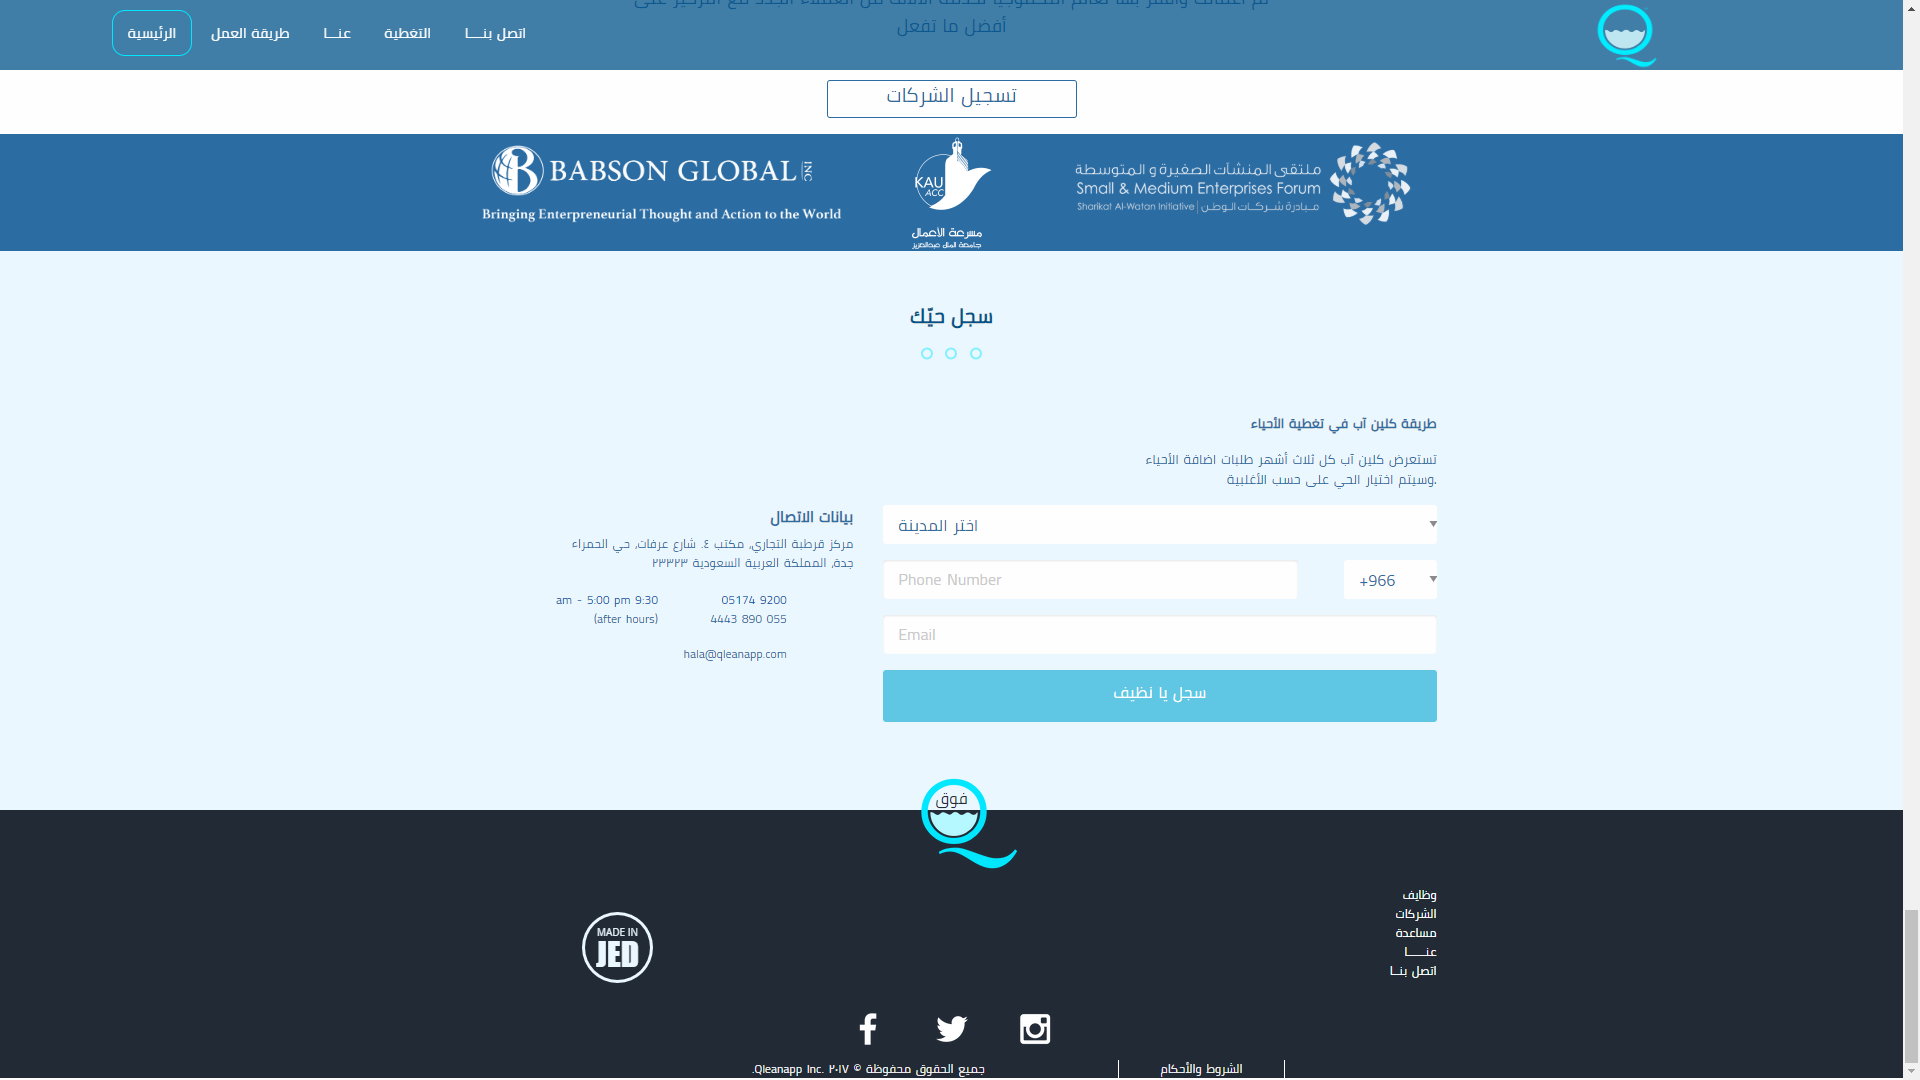 الرئيسية
طريقة العمل
عنـــا
التغطية
اتصل بنــــا
أفضل ما تفعل
تسجيل الشركات
BABSON GLOBAL INC
Bringing Enterpreneurial Thought and Action to the World
KAU
ACC
مسرعة الأعمال
جامعة الملك عبدالعزيز
ملتقى المنشآت الصغيرة و المتوسطة
Small & Medium Enterprises Forum
Sharikat Al-Watan Initiative | مبادرة شركات الوطن
سجل حيّك
طريقة كلين آب في تغطية الأحياء
تستعرض كلين آب كل ثلاث أشهر طلبات اضافة الأحياء
.وسيتم اختيار الحي على حسب الأغلبية
اختر المدينة
Phone Number
+966
Email
سجل يا نظيف
بيانات الاتصال
مركز قرطبة التجاري, مكتب ٤. شارع عرفات, حي الحمراء
جدة, المملكة العربية السعودية ٢٣٣٢٣
05174 9200
am - 5:00 pm 9:30
4443 890 055
(after hours)
hala@qleanapp.com
فوق
وظايف
الشركات
مساعدة
عنــــــا
اتصل بنــا
MADE IN
JED
الشروط والأحكام
جميع الحقوق محفوظة © ٢٠١٧ Qleanapp Inc.